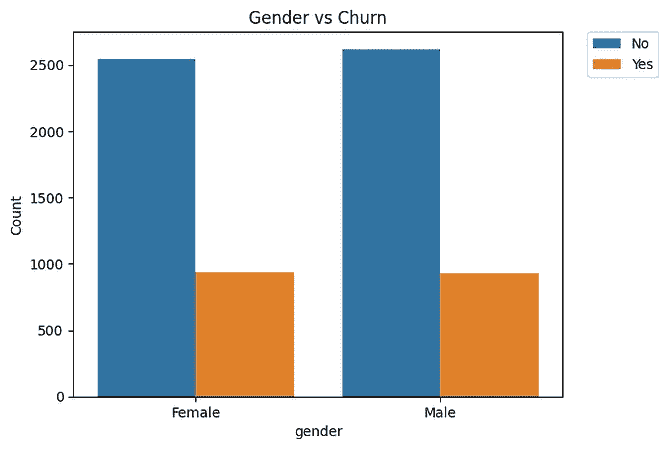 Gender vs Churn
No
Yes
2500
2000
1500
1000
500
0
Count
Female
Male
gender